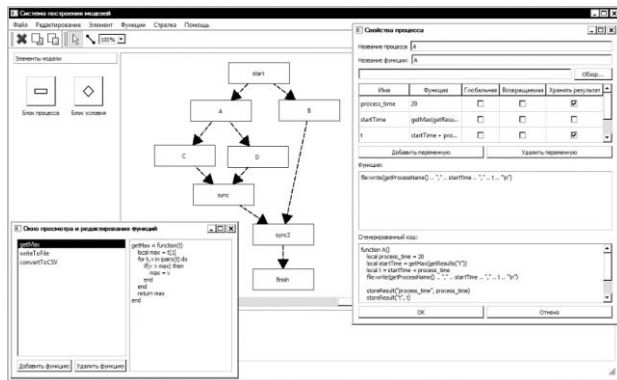 Система построения моделей
Файл Редактирование Элемент Функции Стрелка Помощь
100%
Элементы модели
Блок процесса Блок условия
start
A
B
C
D
sync
sync2
finish
Окно просмотра и редактирования функций
getMax
writeToFile
convertToCSV
getMax = function(t)
local max = t[1]
for k,v in ipairs(t) do
if(v > max) then
max = v
end
end
return max
end
Добавить функцию Удалить функцию
Свойства процесса
Название процесса: A
Название функции: A
Обзор...
Имя Функция Глобальная Возвращаемая Хранить результат
process_time 20
startTime getMax(getResu...
t startTime + pro...
Добавить переменную Удалить переменную
Функция:
file:write(getProcessName() .. "," .. startTime .. "," .. t .. "\n")
Сгенерированный код:
function A()
local process_time = 20
local startTime = getMax(getResults("t"))
local t = startTime + process_time
file:write(getProcessName() .. "," .. startTime .. "," .. t .. "\n")
storeResult("process_time", process_time)
storeResult("t", t)
OK Отмена